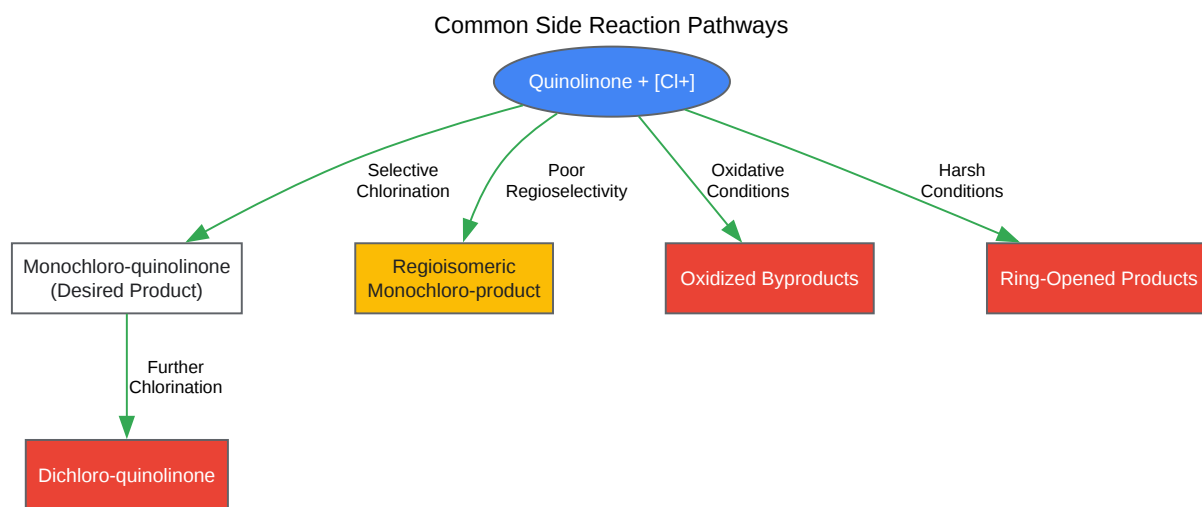 Common Side Reaction Pathways
Quinolinone + [Cl+]
Selective
Chlorination
Poor
Regioselectivity
Oxidative
Conditions
Harsh
Conditions
Monochloro-quinolinone
(Desired Product)
Regioisomeric
Monochloro-product
Oxidized Byproducts
Ring-Opened Products
Further
Chlorination
Dichloro-quinolinone